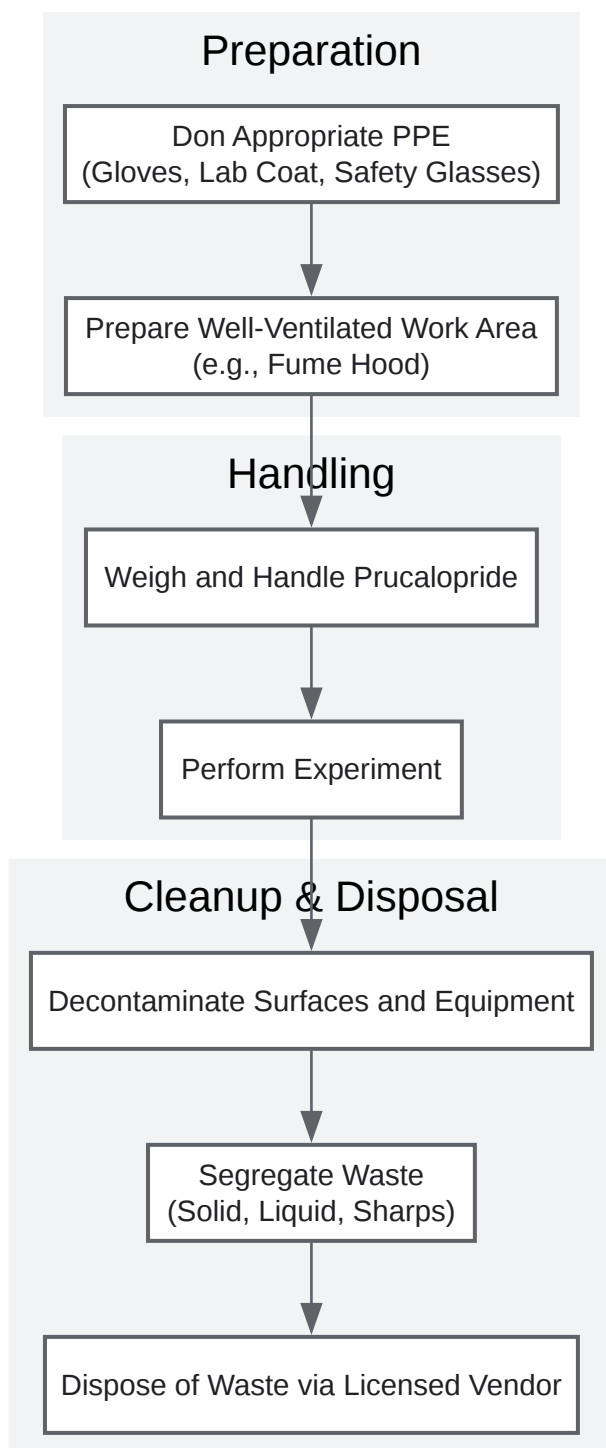 Preparation
Don Appropriate PPE
(Gloves, Lab Coat, Safety Glasses)
Prepare Well-Ventilated Work Area
(e.g., Fume Hood)
Handling
Weigh and Handle Prucalopride
Perform Experiment
Cleanup & Disposal
Decontaminate Surfaces and Equipment
Segregate Waste
(Solid, Liquid, Sharps)
Dispose of Waste via Licensed Vendor